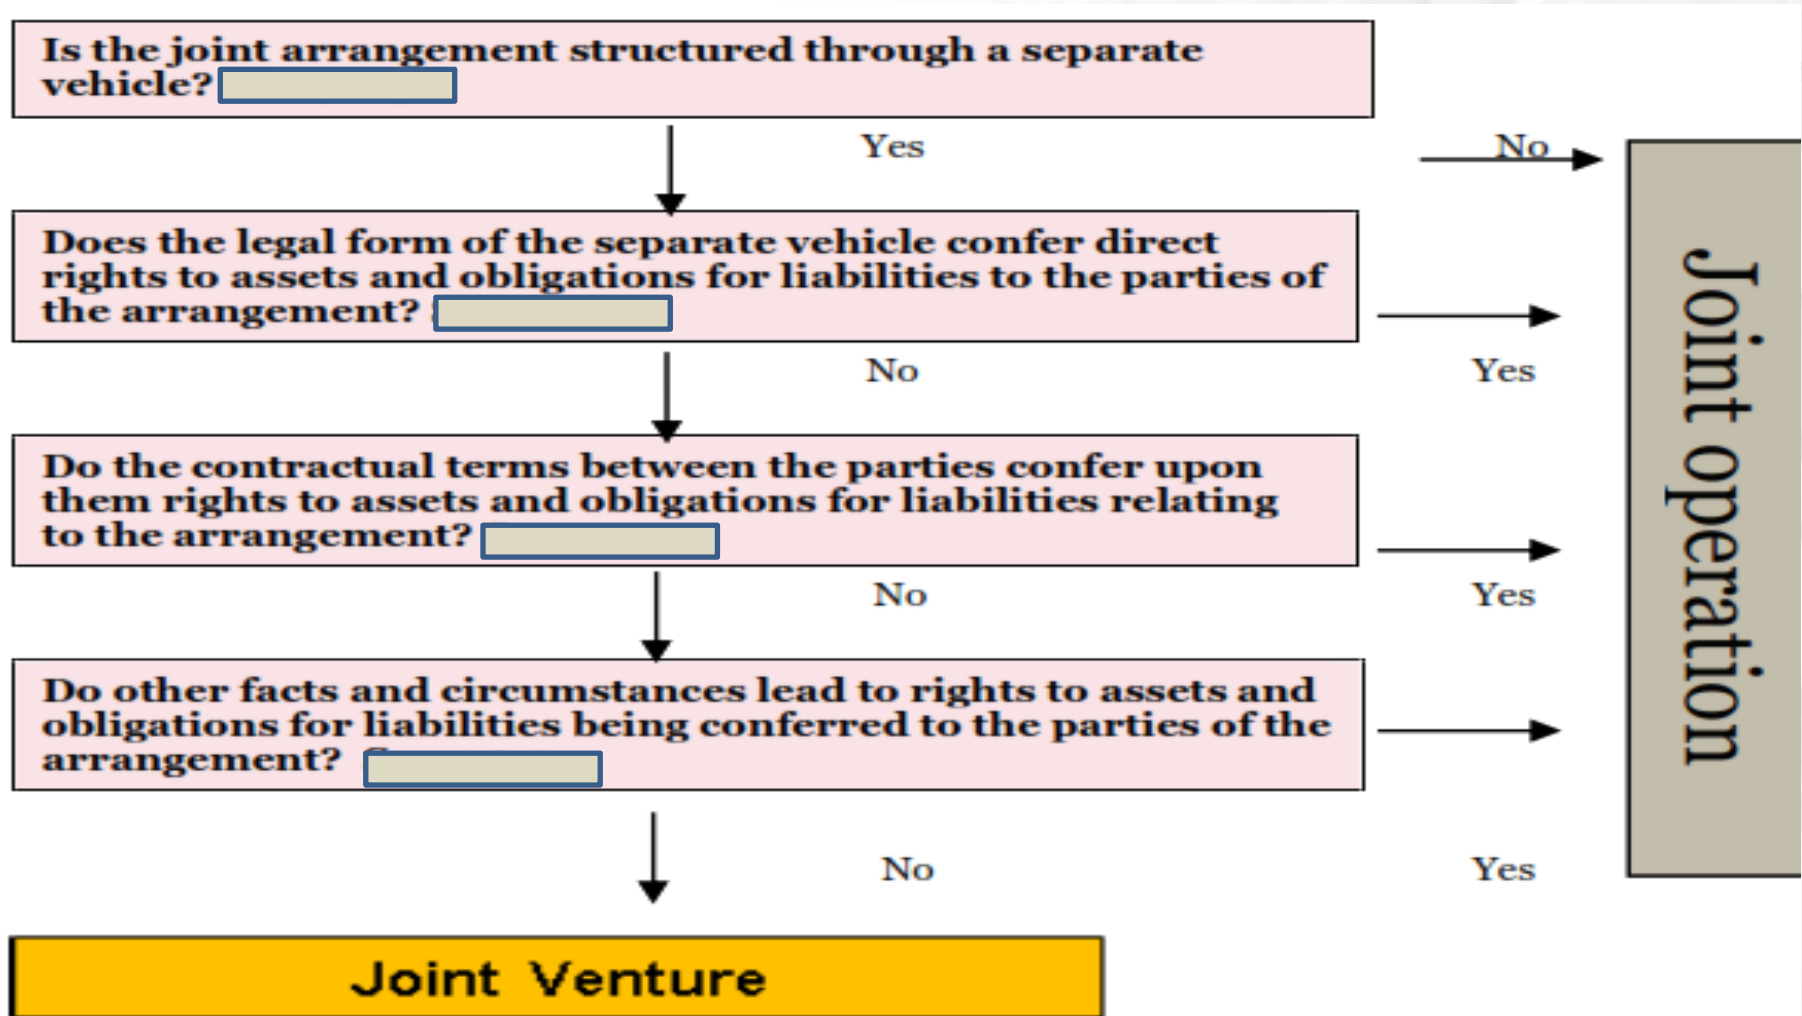 Is the joint arrangement structured through a separate
vehicle?
Yes
No
Does the legal form of the separate vehicle confer direct
rights to assets and obligations for liabilities to the parties of
the arrangement?
No
Yes
Do the contractual terms between the parties confer upon
them rights to assets and obligations for liabilities relating
to the arrangement?
No
Yes
Do other facts and circumstances lead to rights to assets and
obligations for liabilities being conferred to the parties of the
arrangement?
No
Yes
Joint operation
Joint Venture